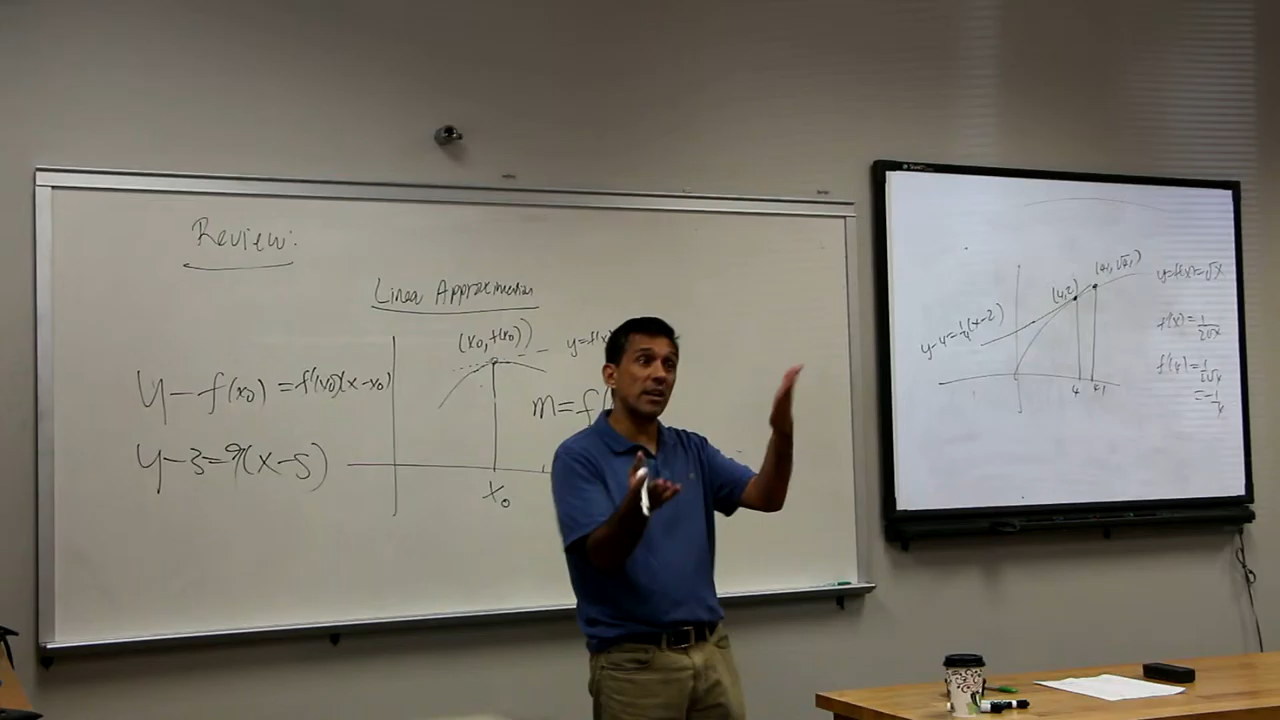 Review:
Linear Approximation
(x₀, f(x₀))
y=f(x
y-f(x₀)=f'(x₀)(x-x₀)
m=f(
y-3=9(x-5)
x₀
(4,2)
y=f(x)=√x
y-4=¼(x-2)
f'(x)=1/2√x
4